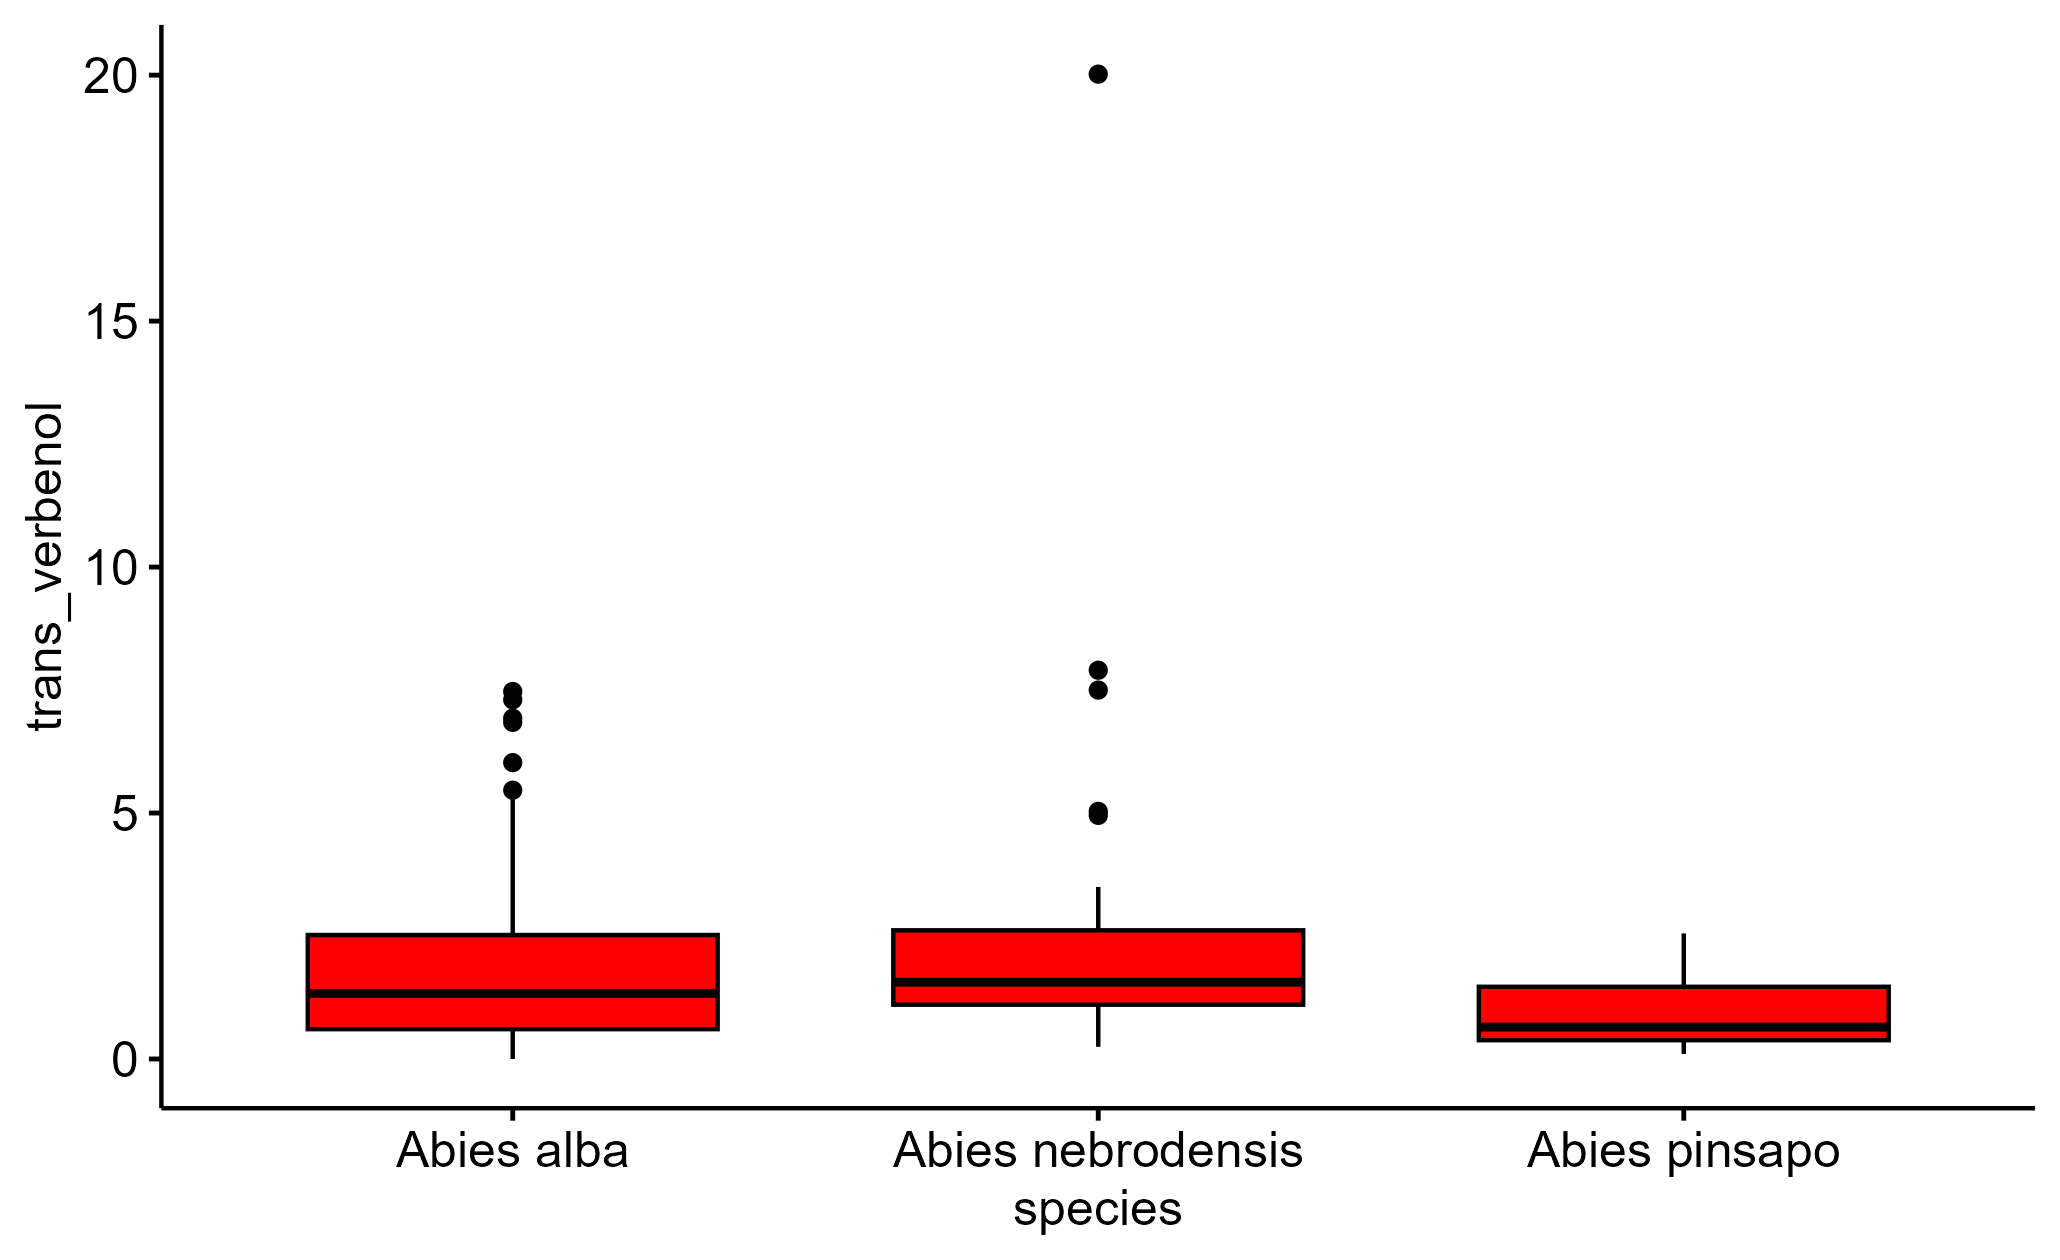 20
15
10
5
0
trans_verbenol
Abies alba
Abies nebrodensis
Abies pinsapo
species